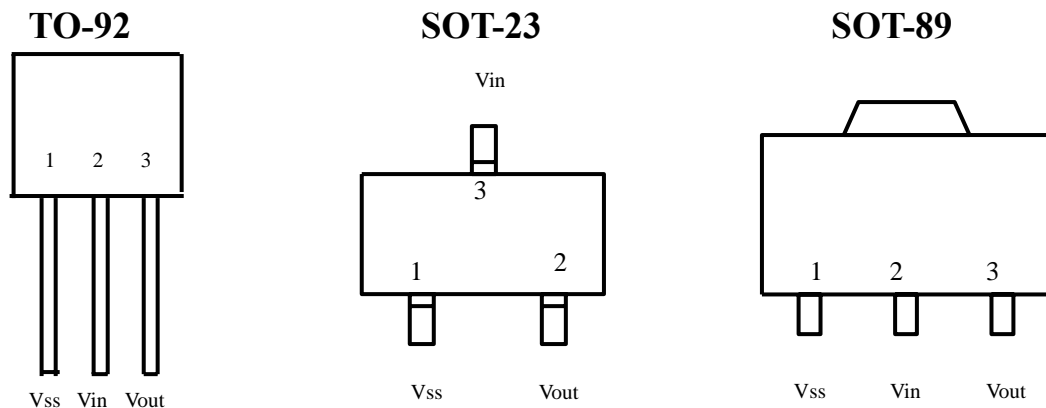 TO-92 SOT-23 SOT-89
Vin
1 2 3
3
1 2
1 2 3
Vss Vin Vout
Vss Vout
Vss Vin Vout